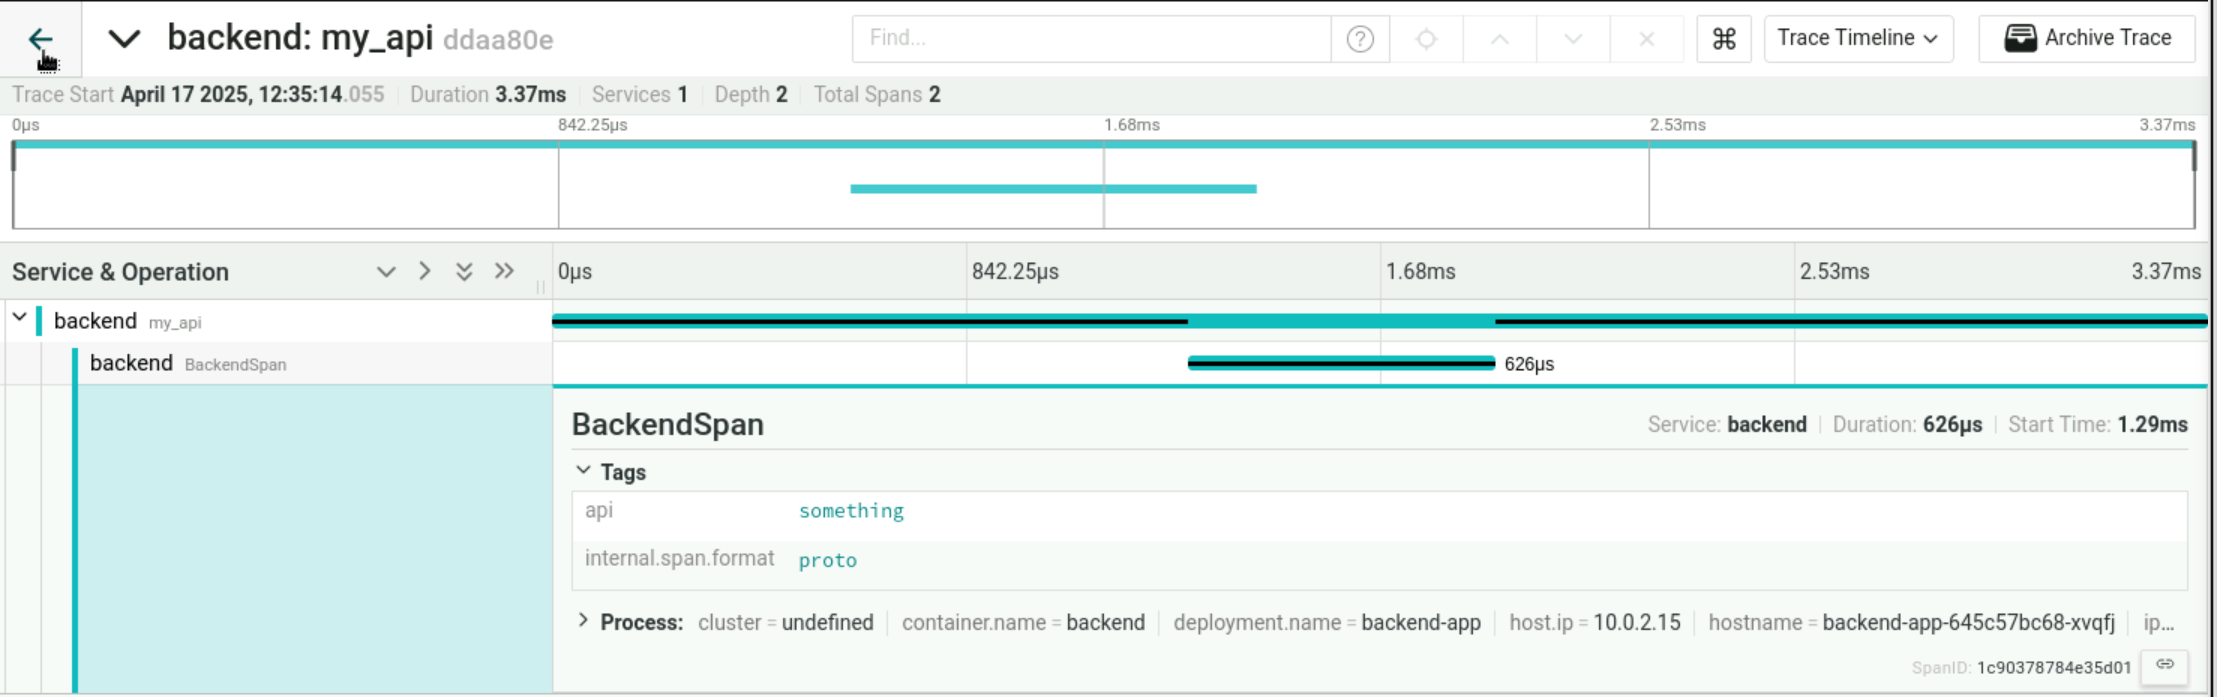 backend: my_api ddaa80e Find... ? ⌘ Trace Timeline Archive Trace
Trace Start April 17 2025, 12:35:14.055 Duration 3.37ms Services 1 Depth 2 Total Spans 2
0μs 842.25μs 1.68ms 2.53ms 3.37ms
Service & Operation 0μs 842.25μs 1.68ms 2.53ms 3.37ms
backend my_api
backend BackendSpan 626μs
BackendSpan Service: backend Duration: 626μs Start Time: 1.29ms
Tags
api something
internal.span.format proto
Process: cluster = undefined container.name = backend deployment.name = backend-app host.ip = 10.0.2.15 hostname = backend-app-645c57bc68-xvqfj ip...
SpanID: 1c90378784e35d01